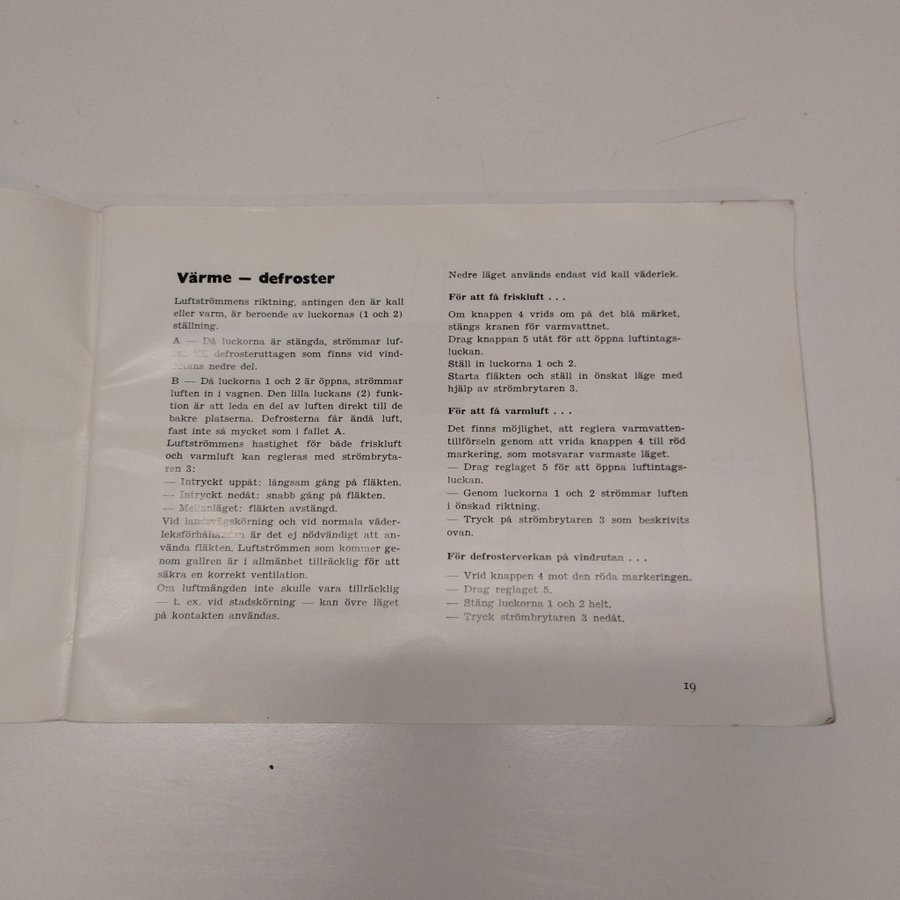 Värme — defroster
Luftströmmens riktning, antingen den är kall
eller varm, är beroende av luckornas (1 och 2)
ställning.
A — Då luckorna är stängda, strömmar luf-
till defrosteruttagen som finns vid vind-
rutans nedre del.
B — Då luckorna 1 och 2 är öppna, strömmar
luften in i vagnen. Den lilla luckans (2) funk-
tion är att leda en del av luften direkt till de
bakre platserna. Defrosterna får ändå luft,
fast inte så mycket som i fallet A.
Luftströmmens hastighet för både friskluft
och varmluft kan regleras med strömbryta-
ren 3:
— Intryckt uppåt: långsam gång på fläkten.
— Intryckt nedåt: snabb gång på fläkten.
— Mellanläget: fläkten avstängd.
Vid landsvägskörning och vid normala väder-
leksförhållanden är det ej nödvändigt att an-
vända fläkten. Luftströmmen som kommer ge-
nom gallren är i allmänhet tillräcklig för att
säkra en korrekt ventilation.
Om luftmängden inte skulle vara tillräcklig
— t. ex. vid stadskörning — kan övre läget
på kontakten användas.
Nedre läget används endast vid kall väderlek.
För att få friskluft . . .
Om knappen 4 vrids om på det blå märket,
stängs kranen för varmvattnet.
Drag knappan 5 utåt för att öppna luftintags-
luckan.
Ställ in luckorna 1 och 2.
Starta fläkten och ställ in önskat läge med
hjälp av strömbrytaren 3.
För att få varmluft . . .
Det finns möjlighet, att reglera varmvatten-
tillförseln genom att vrida knappen 4 till röd
markering, som motsvarar varmaste läget.
— Drag reglaget 5 för att öppna luftintags-
luckan.
— Genom luckorna 1 och 2 strömmar luften
i önskad riktning.
— Tryck på strömbrytaren 3 som beskrivits
ovan.
För defrosterverkan på vindrutan . . .
— Vrid knappen 4 mot den röda markeringen.
— Drag reglaget 5.
— Stäng luckorna 1 och 2 helt.
— Tryck strömbrytaren 3 nedåt.
19